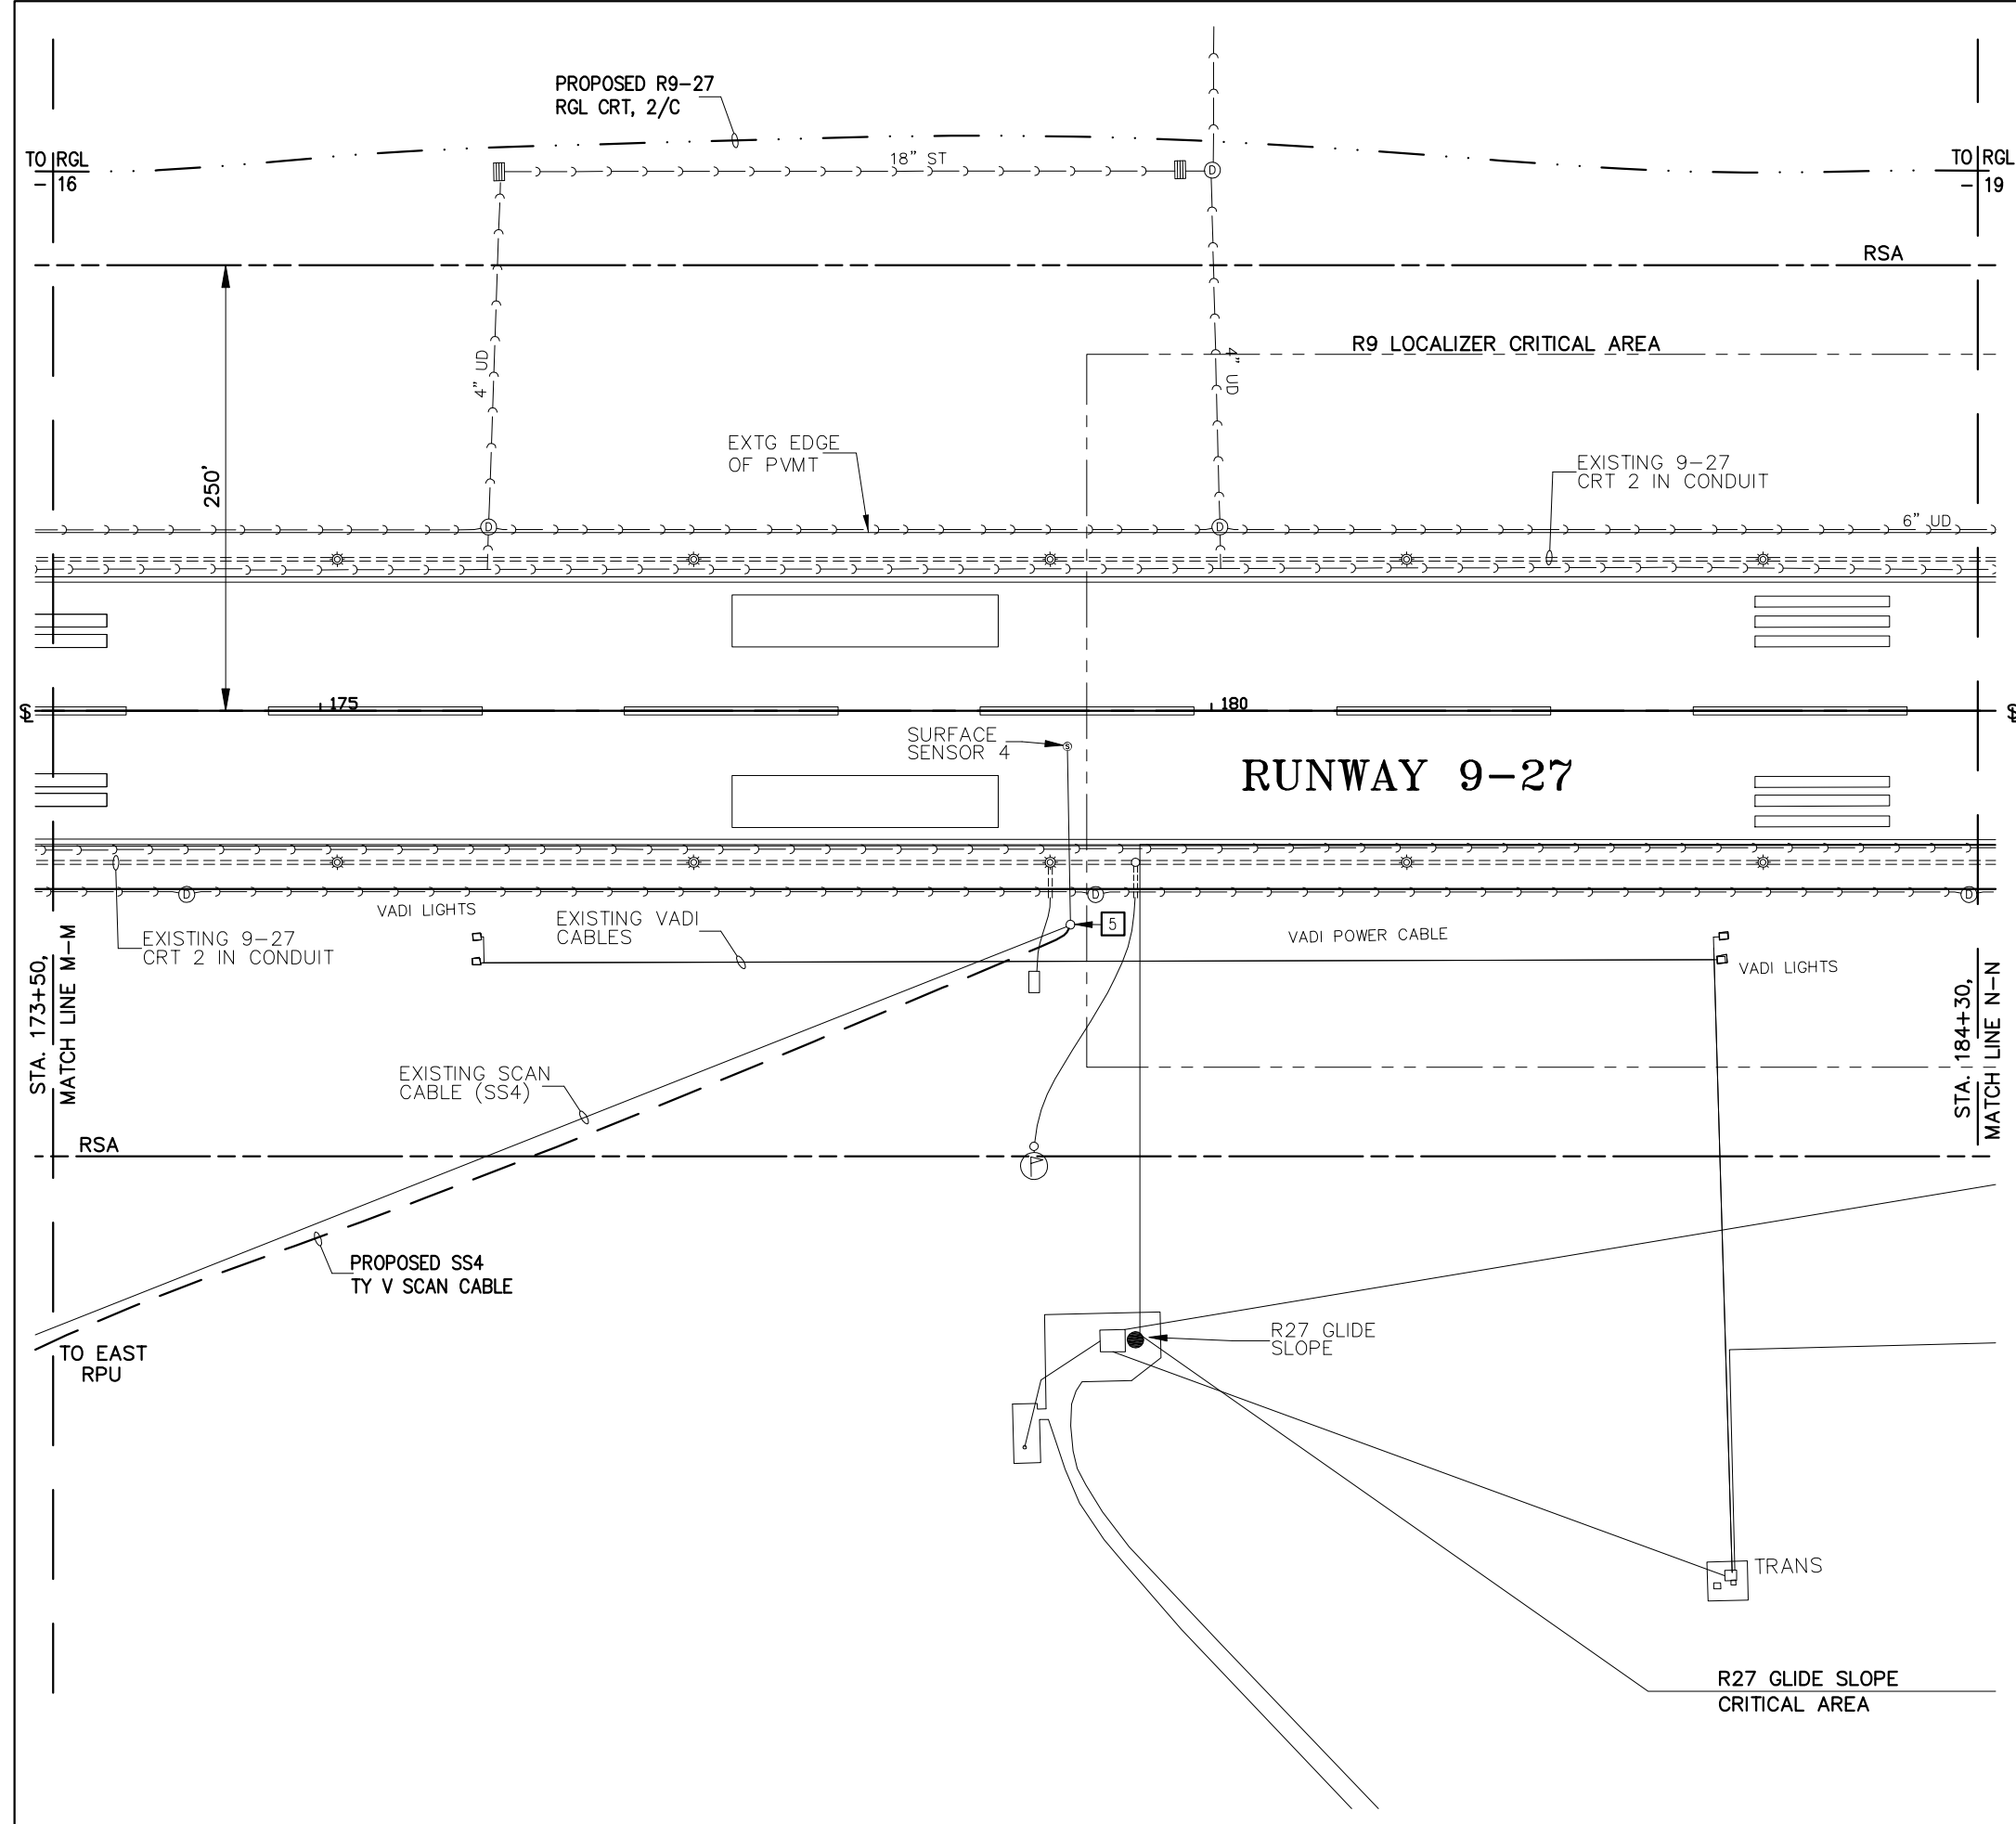 PROPOSED R9-27
RGL CRT, 2/C
TO RGL
- 16
18" ST
TO RGL
- 19
RSA
R9 LOCALIZER CRITICAL AREA
4" UD
4" UD
EXTG EDGE
OF PVMT
EXISTING 9-27
CRT 2 IN CONDUIT
250'
D
D
D
6" UD
175
180
SURFACE
SENSOR 4
S
RUNWAY 9-27
D
D
D
VADI LIGHTS
EXISTING VADI
CABLES
5
VADI POWER CABLE
EXISTING 9-27
CRT 2 IN CONDUIT
VADI LIGHTS
STA. 173+50,
MATCH LINE M-M
STA. 184+30,
MATCH LINE N-N
EXISTING SCAN
CABLE (SS4)
RSA
PROPOSED SS4
TY V SCAN CABLE
TO EAST
RPU
R27 GLIDE
SLOPE
TRANS
R27 GLIDE SLOPE
CRITICAL AREA